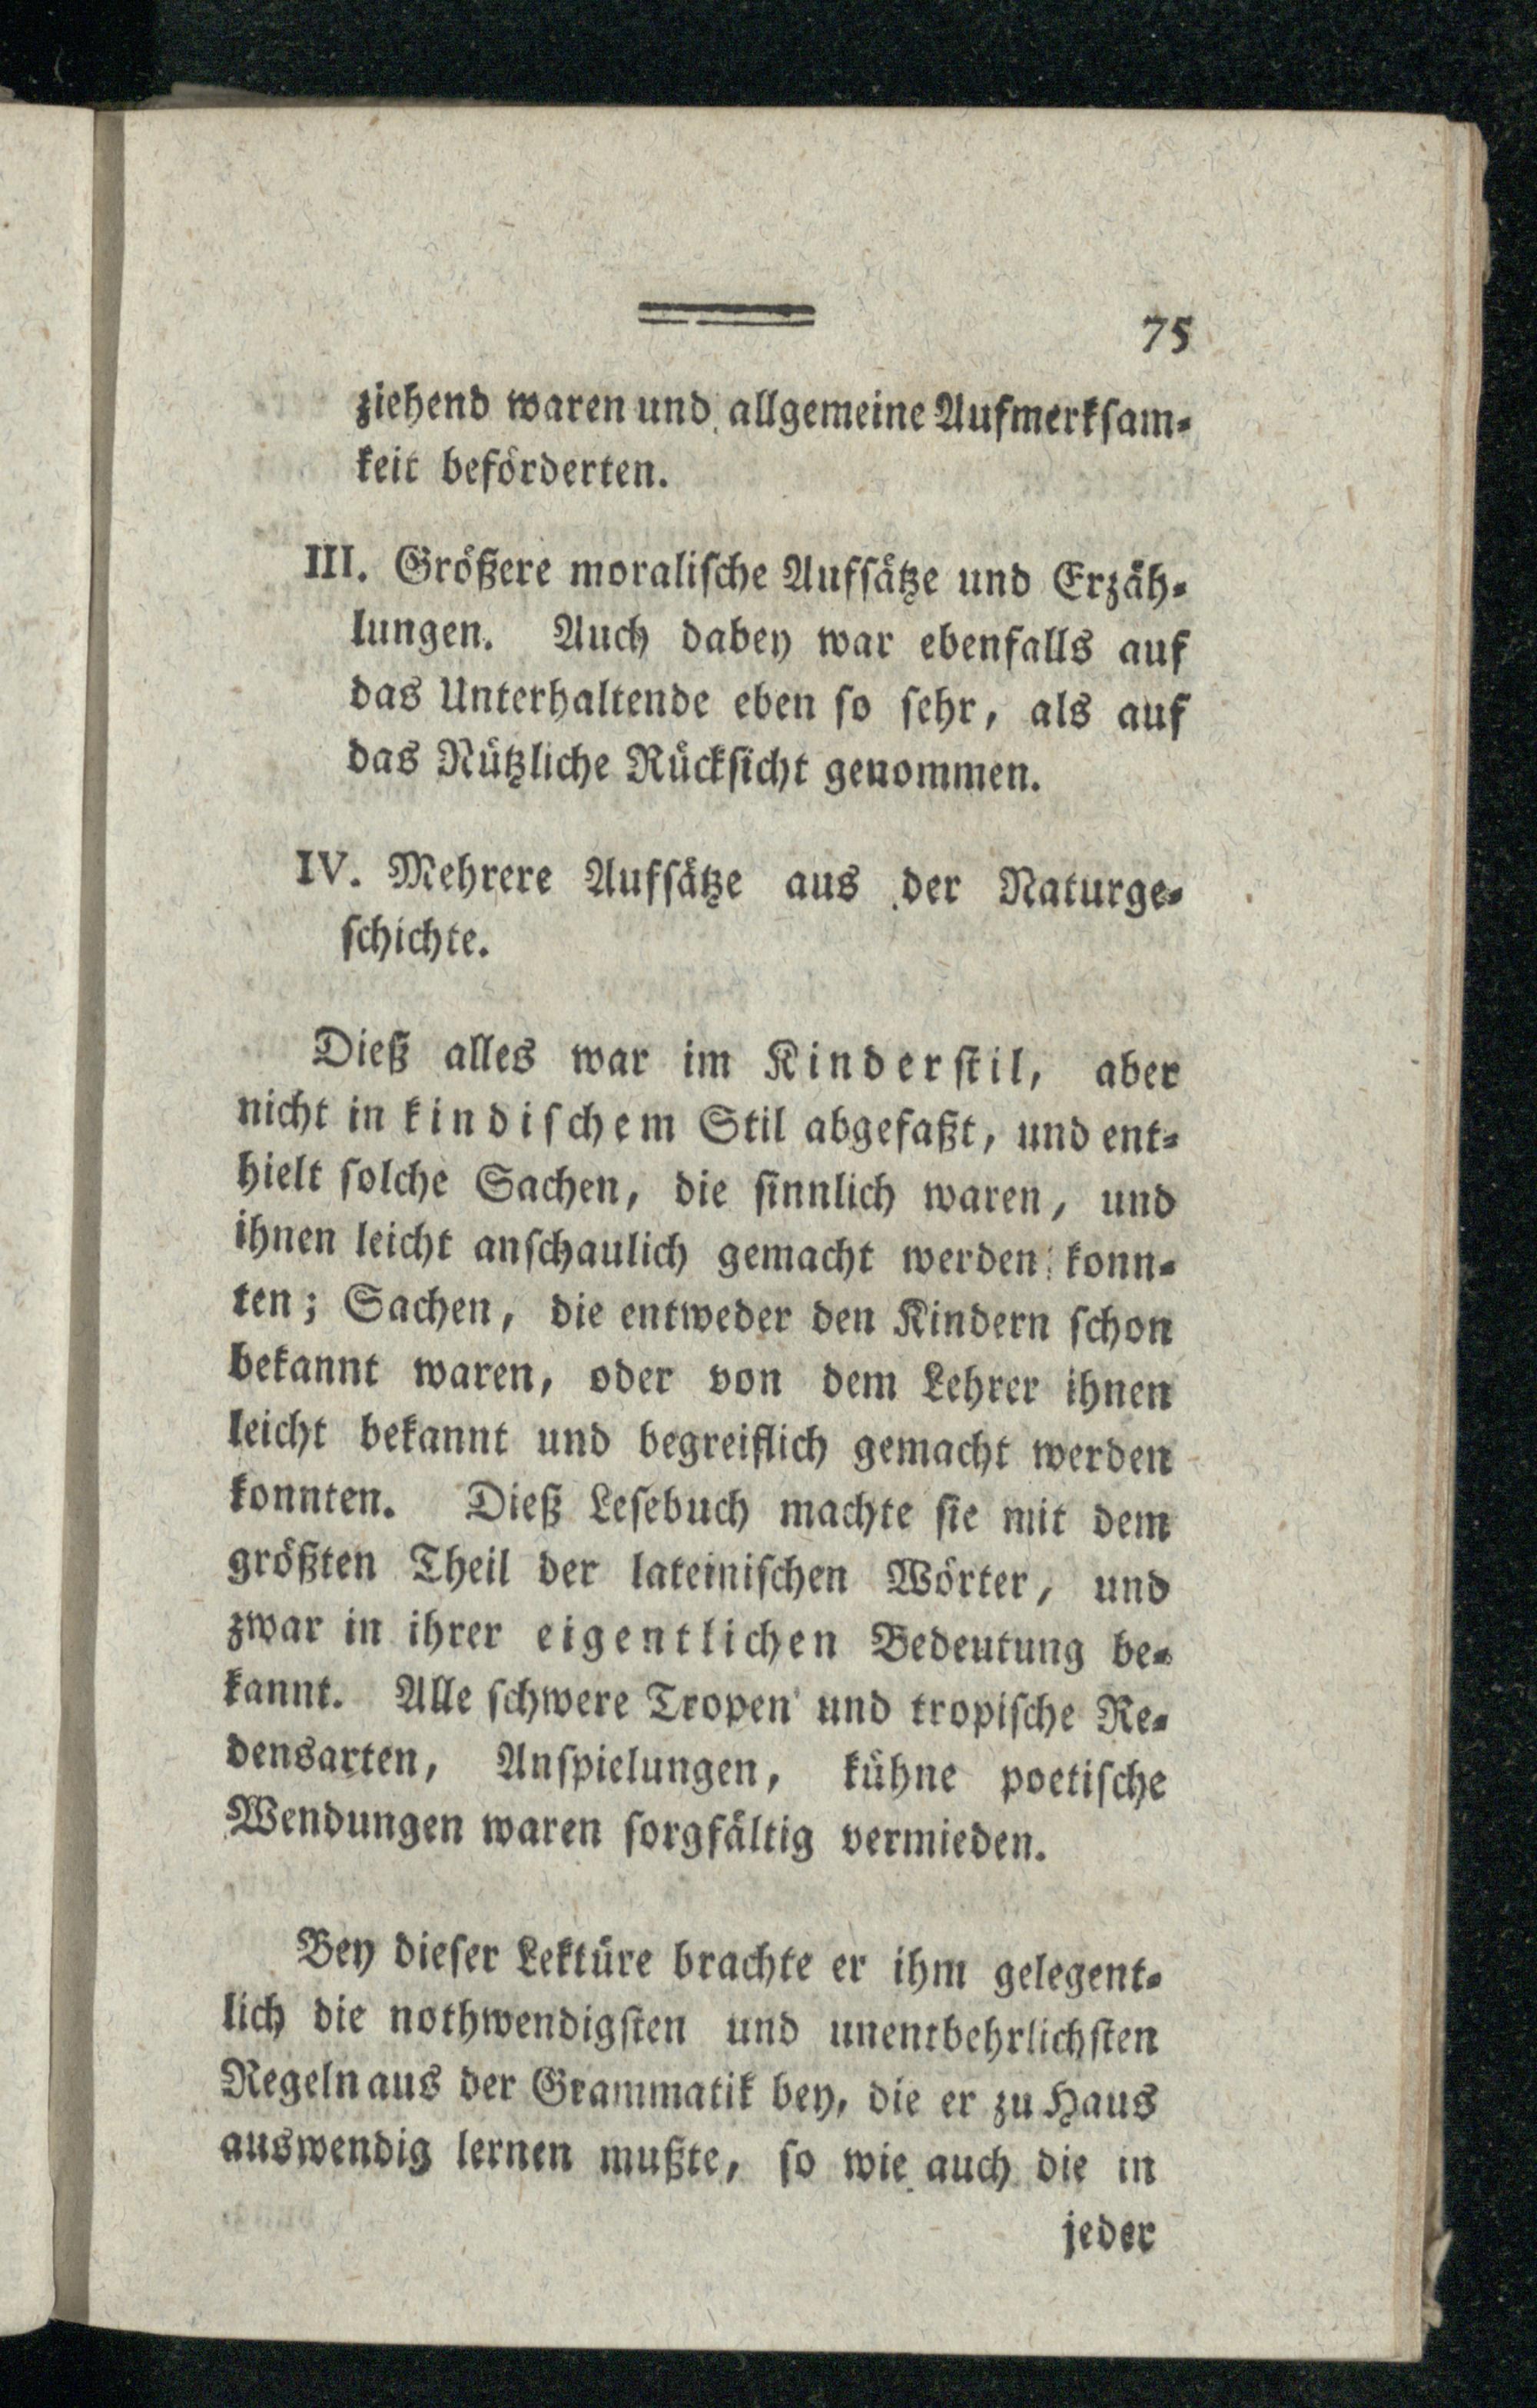 75
ziehend waren und allgemeine Aufmerksam-
keit beförderten.
III. Größere moralische Aufsätze und Erzäh-
lungen. Auch dabey war ebenfalls auf
das Unterhaltende eben so sehr, als auf
das Nützliche Rücksicht genommen.
IV. Mehrere Aufsätze aus der Naturge-
schichte.
Dieß alles war im Kinderstil, aber
nicht in kindischem Stil abgefaßt, und ent-
hielt solche Sachen, die sinnlich waren, und
ihnen leicht anschaulich gemacht werden konn-
ten; Sachen, die entweder den Kindern schon
bekannt waren, oder von dem Lehrer ihnen
leicht bekannt und begreiflich gemacht werden
konnten. Dieß Lesebuch machte sie mit dem
größten Theil der lateinischen Wörter, und
zwar in ihrer eigentlichen Bedeutung be-
kannt. Alle schwere Tropen und tropische Re-
densarten, Anspielungen, kühne poetische
Wendungen waren sorgfältig vermieden.
Bey dieser Lektüre brachte er ihm gelegent-
lich die nothwendigsten und unentbehrlichsten
Regeln aus der Grammatik bey, die er zu Haus
auswendig lernen mußte, so wie auch die in
jeder